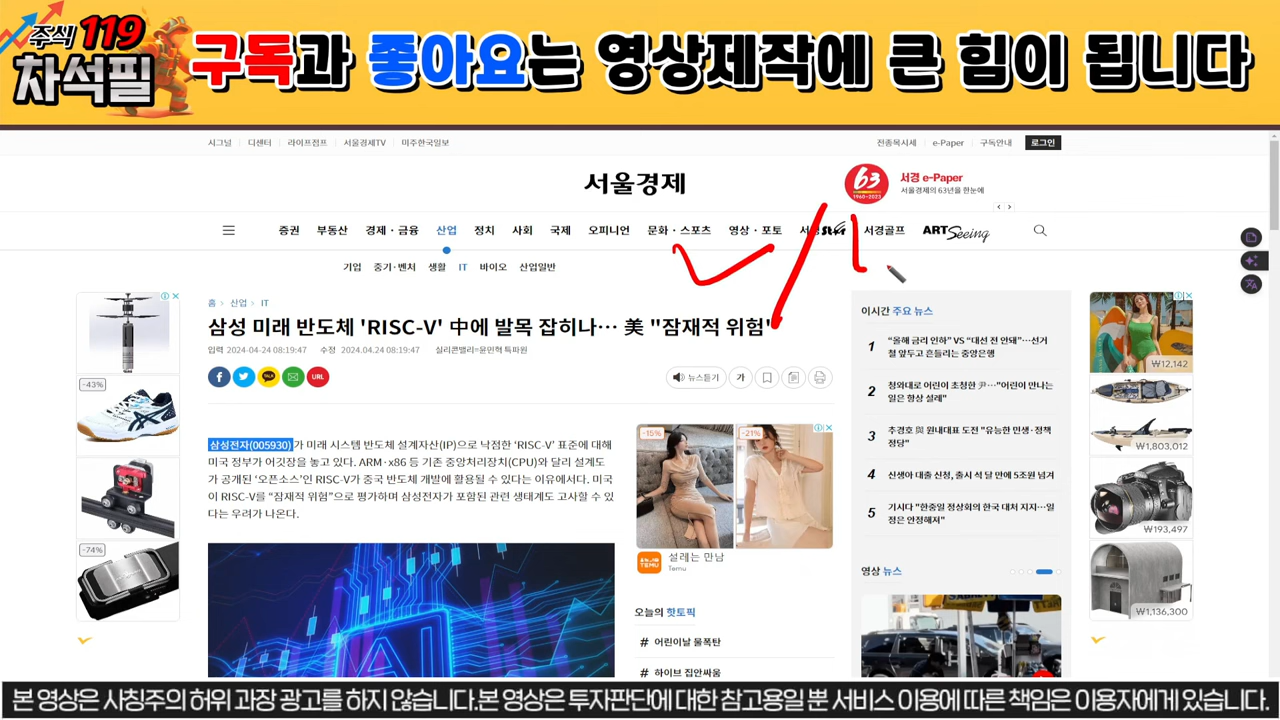 주식 119
차석필
구독과 좋아요는 영상제작에 큰 힘이 됩니다
시그널 디센터 라이프점프 서울경제TV 미주한국일보
전종목시세 e-Paper 구독안내 로그인
서울경제
63
1960~2023
서경 e-Paper
서울경제의 63년을 한눈에
증권 부동산 경제 · 금융 산업 정치 사회 국제 오피니언 문화 · 스포츠 영상 · 포토 서경골프 ART Seeing
기업 중기·벤처 생활 IT 바이오 산업일반
홈 > 산업 > IT
삼성 미래 반도체 'RISC-V' 中에 발목 잡히나… 美 "잠재적 위험"
입력 2024-04-24 08:19:47 수정 2024.04.24 08:19:47 실리콘밸리=윤민혁 특파원
TALK
URL
뉴스듣기
가
삼성전자(005930)가 미래 시스템 반도체 설계자산(IP)으로 낙점한 ‘RISC-V’ 표준에 대해
미국 정부가 어깃장을 놓고 있다. ARM·x86 등 기존 중앙처리장치(CPU)와 달리 설계도
가 공개된 ‘오픈소스’인 RISC-V가 중국 반도체 개발에 활용될 수 있다는 이유에서다. 미국
이 RISC-V를 “잠재적 위험”으로 평가하며 삼성전자가 포함된 관련 생태계도 고사할 수 있
다는 우려가 나온다.
AI
-43%
-74%
-15%
-21%
TEMU
설레는 만남
Temu
오늘의 핫토픽
# 어린이날 물폭탄
# 하이브 집안싸움
이시간 주요 뉴스
1 “올해 금리 인하” VS “대선 전 안돼”…선거
철 앞두고 흔들리는 중앙은행
2 청와대로 어린이 초청한 尹…"어린이 만나는
일은 항상 설레"
3 추경호 與 원내대표 도전 "유능한 민생·정책
정당"
4 신생아 대출 신청, 출시 석 달 만에 5조원 넘겨
5 기시다 "한중일 정상회의 한국 대처 지지…일
정은 안정해져"
영상 뉴스
₩12,142
₩1,803,012
₩193,497
₩1,136,300
본 영상은 사칭주의 허위 과장 광고를 하지 않습니다.본 영상은 투자판단에 대한 참고용일 뿐 서비스 이용에 따른 책임은 이용자에게 있습니다.